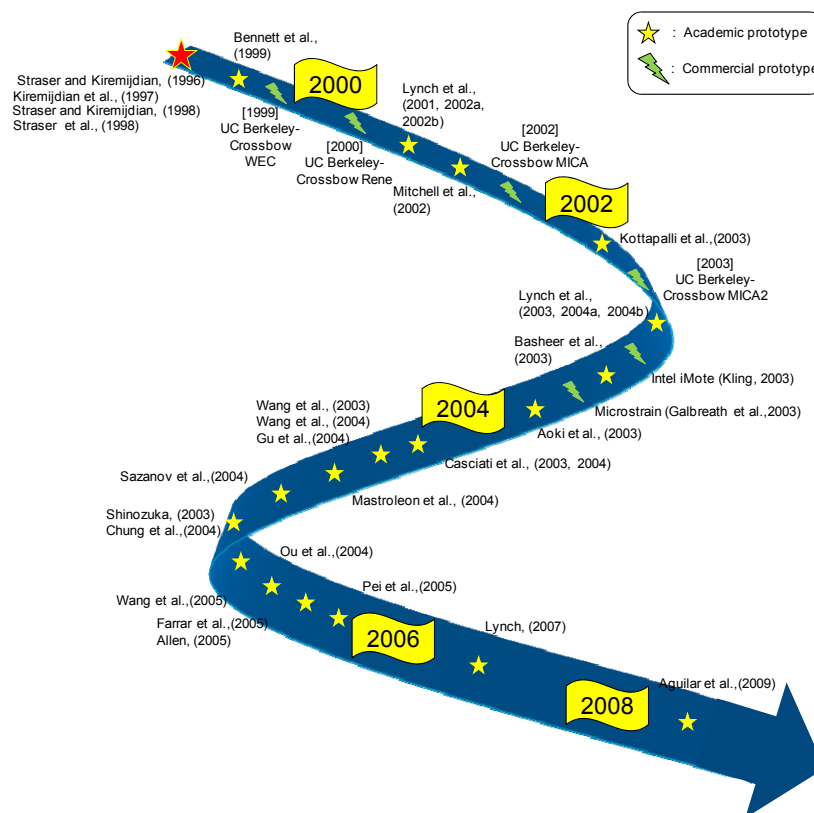 : Academic prototype
: Commercial prototype
Bennett et al.,
(1999)
2000
Straser and Kiremijdian, (1996)
Kiremijdian et al., (1997)
Straser and Kiremijdian, (1998)
Straser et al., (1998)
[1999]
UC Berkeley-
Crossbow
WEC
[2000]
UC Berkeley-
Crossbow Rene
Lynch et al.,
(2001, 2002a,
2002b)
Mitchell et al.,
(2002)
[2002]
UC Berkeley-
Crossbow MICA
2002
Kottapalli et al.,(2003)
[2003]
UC Berkeley-
Crossbow MICA2
Lynch et al.,
(2003, 2004a, 2004b)
Basheer et al.,
(2003)
Intel iMote (Kling, 2003)
Microstrain (Galbreath et al.,2003)
Aoki et al., (2003)
2004
Wang et al., (2003)
Wang et al., (2004)
Gu et al.,(2004)
Casciati et al., (2003, 2004)
Sazanov et al.,(2004)
Mastroleon et al., (2004)
Shinozuka, (2003)
Chung et al.,(2004)
Ou et al.,(2004)
Wang et al.,(2005)
Pei et al.,(2005)
Farrar et al.,(2005)
Allen, (2005)
2006
Lynch, (2007)
Aguilar et al.,(2009)
2008